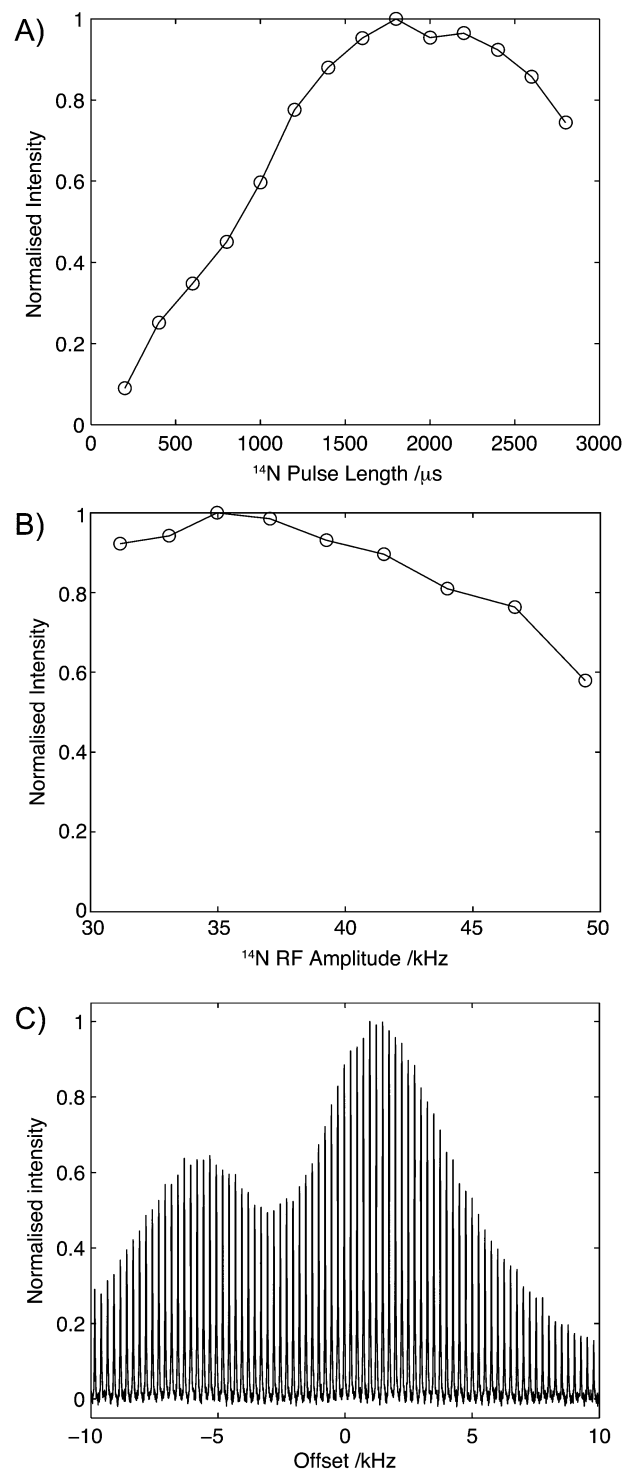 A)
Normalised Intensity
1
0.8
0.6
0.4
0.2
0
0 500 1000 1500 2000 2500 3000
¹⁴N Pulse Length /μs
B)
Normalised Intensity
1
0.8
0.6
0.4
0.2
0
30 35 40 45 50
¹⁴N RF Amplitude /kHz
C)
Normalised intensity
1
0.8
0.6
0.4
0.2
0
−10 −5 0 5 10
Offset /kHz